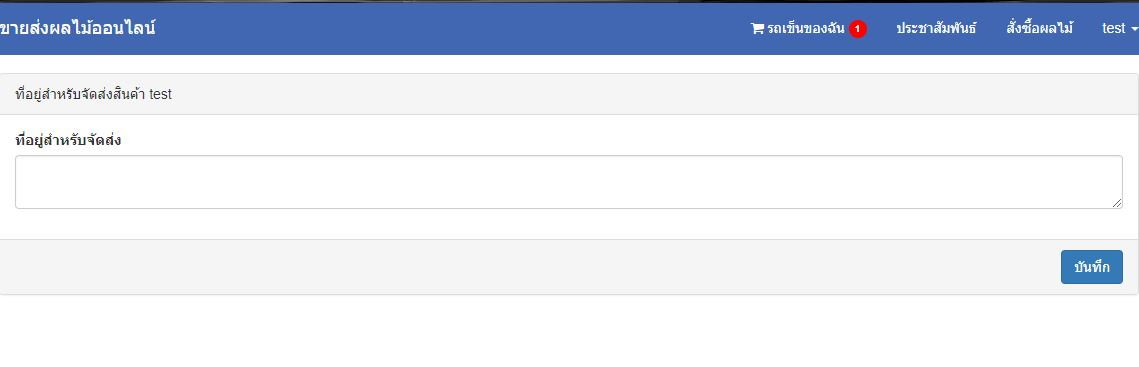 ขายส่งผลไม้ออนไลน์ รถเข็นของฉัน 1 ประชาสัมพันธ์ สั่งซื้อผลไม้ test
ที่อยู่สำหรับจัดส่งสินค้า test
ที่อยู่สำหรับจัดส่ง
บันทึก